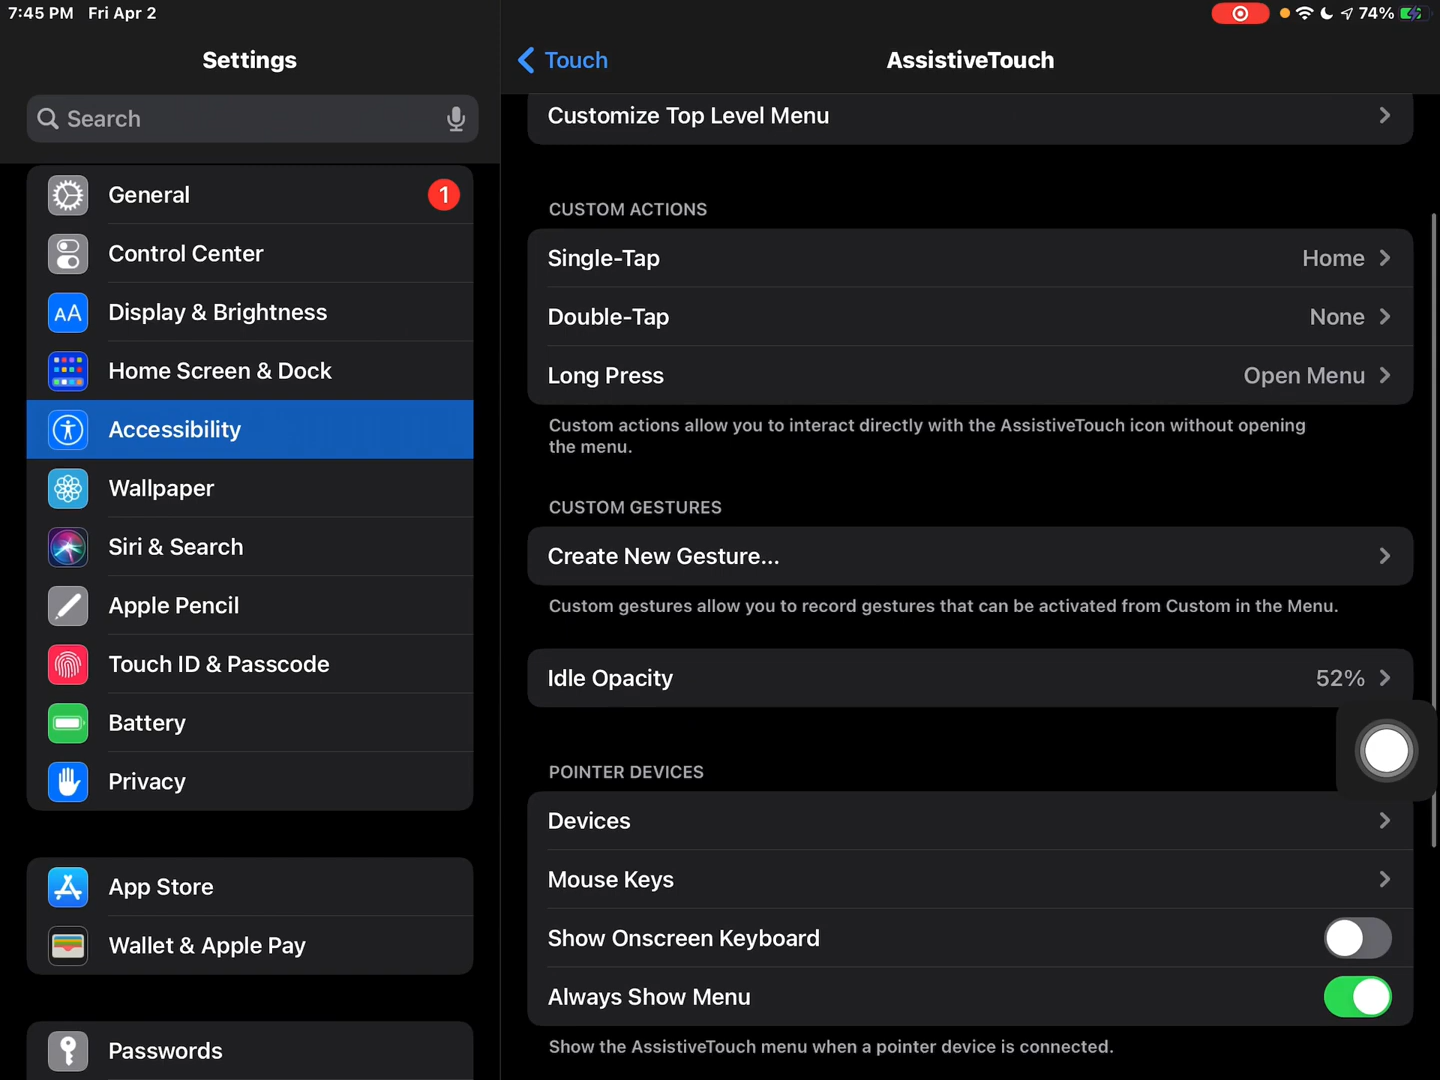 7:45 PM Fri Apr 2
74%
Settings
Search
General
1
Control Center
AA
Display & Brightness
Home Screen & Dock
Accessibility
Wallpaper
Siri & Search
Apple Pencil
Touch ID & Passcode
Battery
Privacy
App Store
Wallet & Apple Pay
Passwords
Touch
AssistiveTouch
Customize Top Level Menu
CUSTOM ACTIONS
Single-Tap Home
Double-Tap None
Long Press Open Menu
Custom actions allow you to interact directly with the AssistiveTouch icon without opening
the menu.
CUSTOM GESTURES
Create New Gesture...
Custom gestures allow you to record gestures that can be activated from Custom in the Menu.
Idle Opacity 52%
POINTER DEVICES
Devices
Mouse Keys
Show Onscreen Keyboard
Always Show Menu
Show the AssistiveTouch menu when a pointer device is connected.